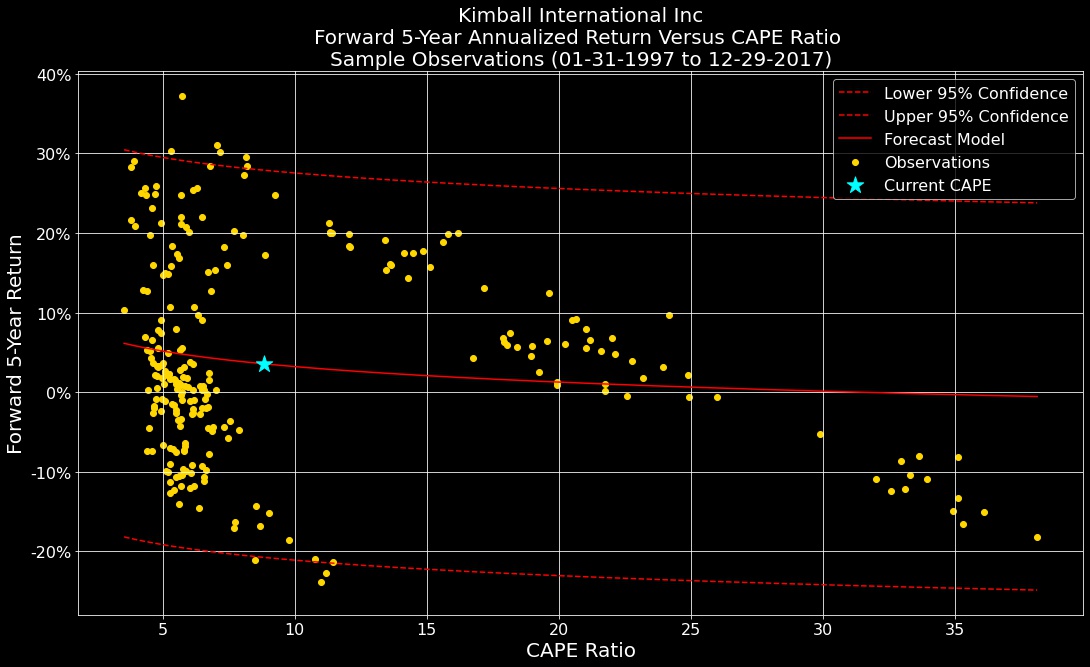 Kimball International Inc
Forward 5-Year Annualized Return Versus CAPE Ratio
Sample Observations (01-31-1997 to 12-29-2017)
Lower 95% Confidence
Upper 95% Confidence
Forecast Model
Observations
Current CAPE
Forward 5-Year Return
40%
30%
20%
10%
0%
-10%
-20%
5 10 15 20 25 30 35
CAPE Ratio